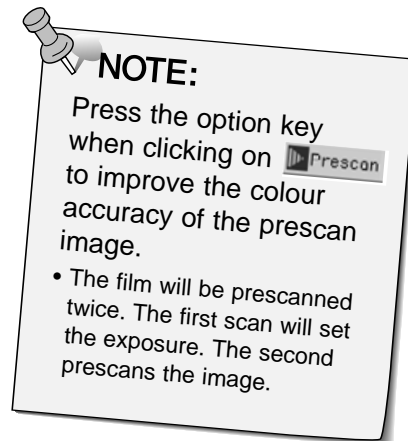 NOTE:
Press the option key
when clicking on Prescan
to improve the colour
accuracy of the prescan
image.
• The film will be prescanned
twice. The first scan will set
the exposure. The second
prescans the image.